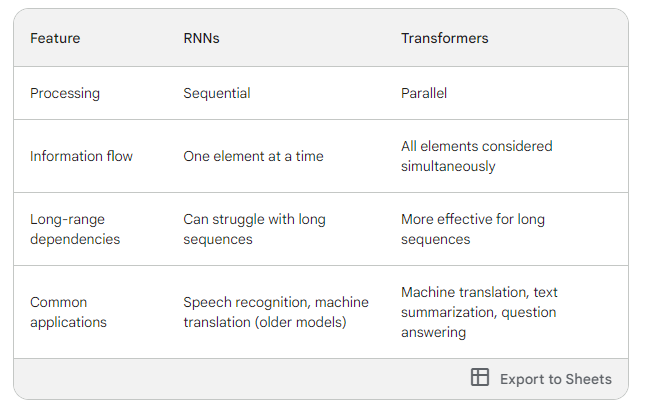 Feature RNNs Transformers
Processing Sequential Parallel
Information flow One element at a time All elements considered
simultaneously
Long-range Can struggle with long More effective for long
dependencies sequences sequences
Common Speech recognition, machine Machine translation, text
applications translation (older models) summarization, question
answering
Export to Sheets